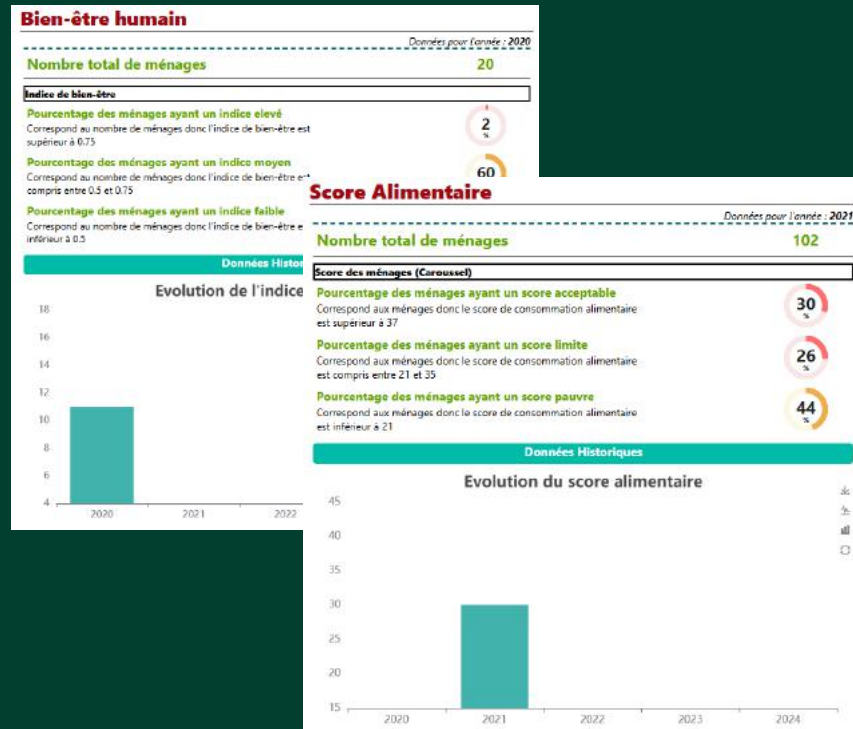 Bien-être humain
Données pour l'année : 2020
Nombre total de ménages 20
Indice de bien-être
Pourcentage des ménages ayant un indice elevé
Correspond au nombre de ménages donc l'indice de bien-être est
supérieur à 0.75
2
%
Pourcentage des ménages ayant un indice moyen
Correspond au nombre de ménages donc l'indice de bien-être est
compris entre 0.5 et 0.75
60
Pourcentage des ménages ayant un indice faible
Correspond au nombre de ménages donc l'indice de bien-être e
inférieur à 0.5
Données Histor
Evolution de l'indice
18
16
14
12
10
8
6
4
2020 2021 2022
Score Alimentaire
Données pour l'année : 2021
Nombre total de ménages 102
Score des ménages (Caroussel)
Pourcentage des ménages ayant un score acceptable
Correspond aux ménages donc le score de consommation alimentaire
est supérieur à 37
30
%
Pourcentage des ménages ayant un score limite
Correspond aux ménages donc le score de consommation alimentaire
est compris entre 21 et 35
26
%
Pourcentage des ménages ayant un score pauvre
Correspond aux ménages donc le score de consommation alimentaire
est inférieur à 21
44
%
Données Historiques
Evolution du score alimentaire
45
40
35
30
25
20
15
2020 2021 2022 2023 2024